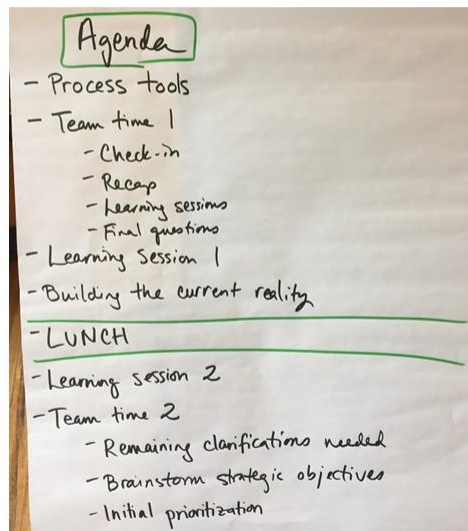 Agenda
- Process tools
- Team time 1
- Check-in
- Recap
- Learning sessions
- Final questions
- Learning Session 1
- Building the current reality
- LUNCH
- Learning session 2
- Team time 2
- Remaining clarifications needed
- Brainstorm strategic objectives
- Initial prioritization